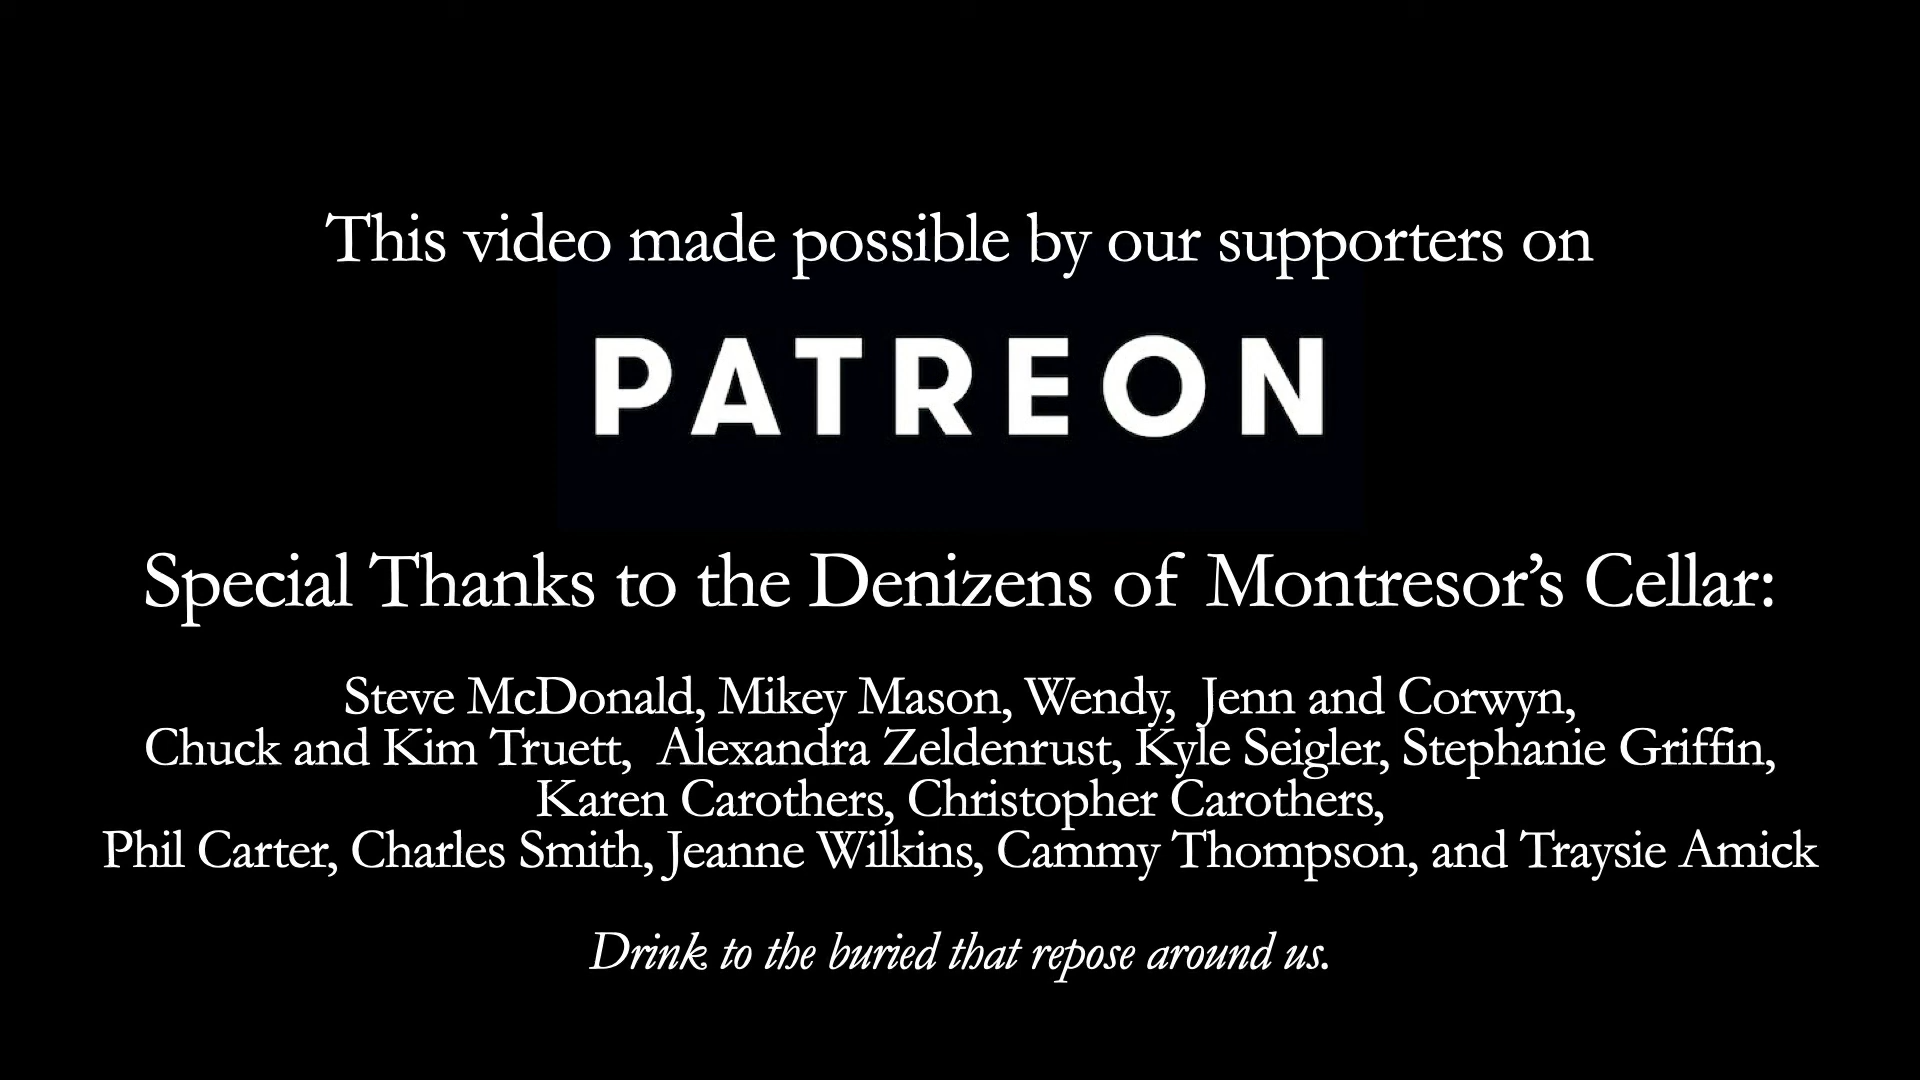 This video made possible by our supporters on
PATREON
Special Thanks to the Denizens of Montresor’s Cellar:
Steve McDonald, Mikey Mason, Wendy, Jenn and Corwyn,
Chuck and Kim Truett, Alexandra Zeldenrust, Kyle Seigler, Stephanie Griffin,
Karen Carothers, Christopher Carothers,
Phil Carter, Charles Smith, Jeanne Wilkins, Cammy Thompson, and Traysie Amick
Drink to the buried that repose around us.